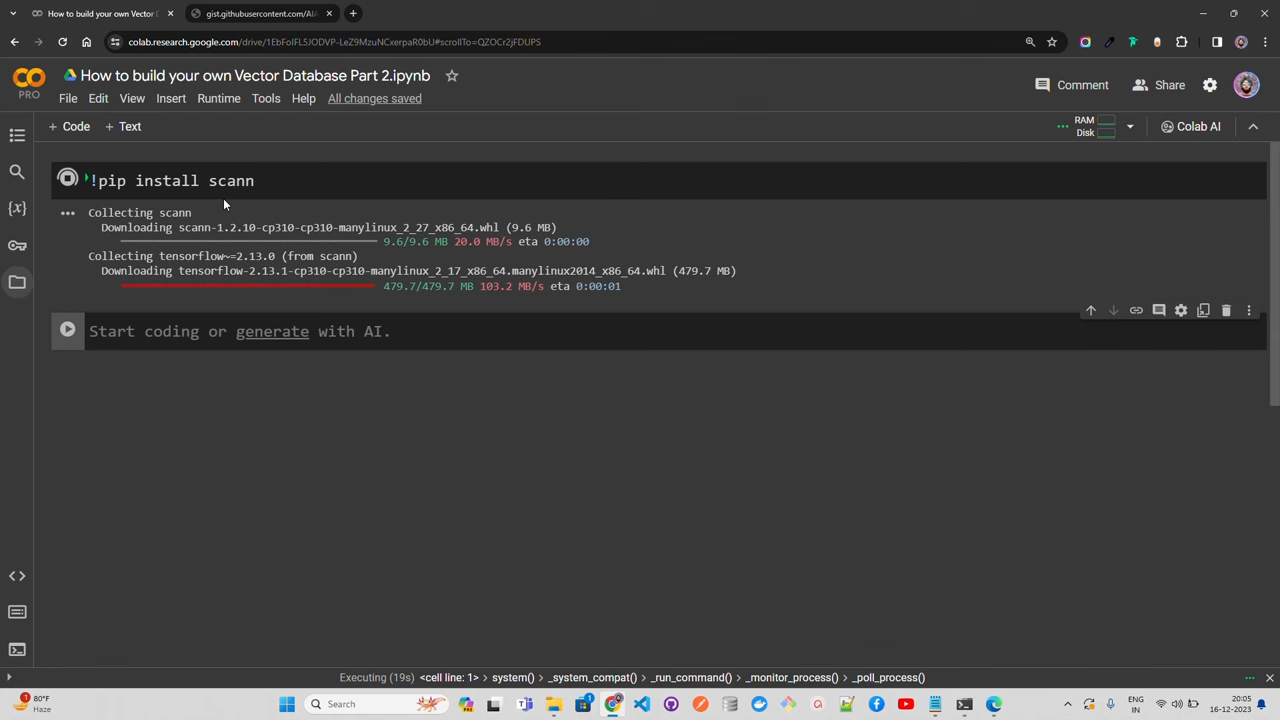 How to build your own Vector D
gist.githubusercontent.com/AIA
colab.research.google.com/drive/1EbFoIFL5JODVP-LeZ9MzuNCxerpaR0bU#scrollTo=QZOCr2jFDUPS
CO
PRO
How to build your own Vector Database Part 2.ipynb
Comment
Share
File Edit View Insert Runtime Tools Help All changes saved
+ Code + Text
RAM
Disk
Colab AI
!pip install scann
Collecting scann
Downloading scann-1.2.10-cp310-cp310-manylinux_2_27_x86_64.whl (9.6 MB)
9.6/9.6 MB 20.0 MB/s eta 0:00:00
Collecting tensorflow~=2.13.0 (from scann)
Downloading tensorflow-2.13.1-cp310-cp310-manylinux_2_17_x86_64.manylinux2014_x86_64.whl (479.7 MB)
479.7/479.7 MB 103.2 MB/s eta 0:00:01
Start coding or generate with AI.
{x}
Executing (19s) <cell line: 1> system() _system_compat() _run_command() _monitor_process() _poll_process()
1
80°F
Haze
Search
1
ENG
IN
20:05
16-12-2023